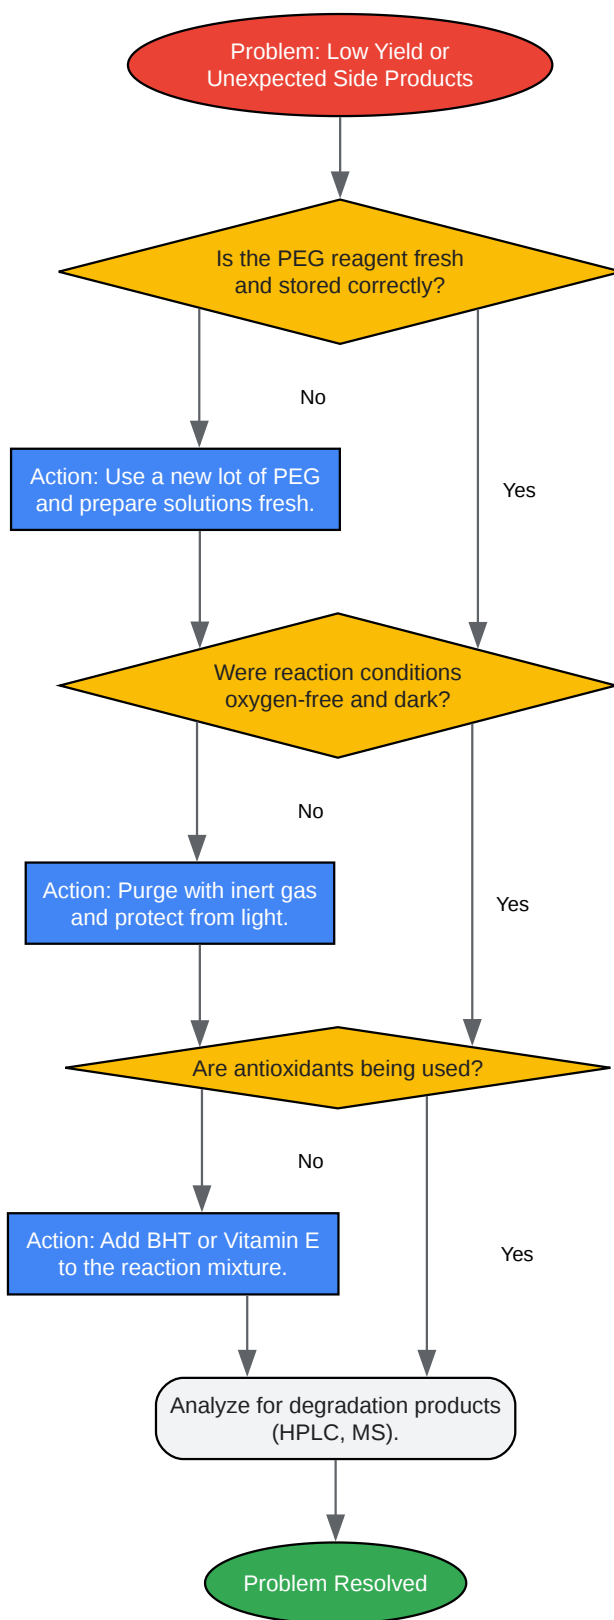 Problem: Low Yield or
Unexpected Side Products
Is the PEG reagent fresh
and stored correctly?
No
Action: Use a new lot of PEG
and prepare solutions fresh.
Yes
Were reaction conditions
oxygen-free and dark?
No
Action: Purge with inert gas
and protect from light.
Yes
Are antioxidants being used?
No
Action: Add BHT or Vitamin E
to the reaction mixture.
Yes
Analyze for degradation products
(HPLC, MS).
Problem Resolved